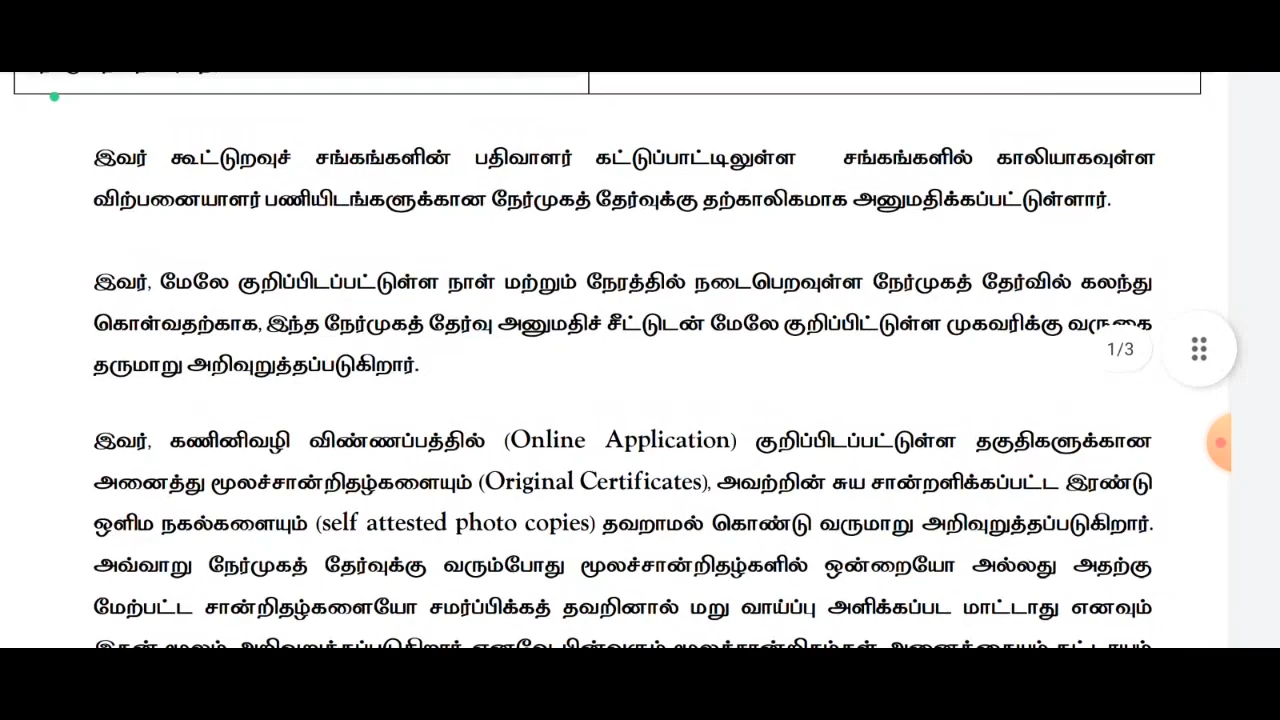 இவர் கூட்டுறவுச் சங்கங்களின் பதிவாளர் கட்டுப்பாட்டிலுள்ள சங்கங்களில் காலியாகவுள்ள
விற்பனையாளர் பணியிடங்களுக்கான நேர்முகத் தேர்வுக்கு தற்காலிகமாக அனுமதிக்கப்பட்டுள்ளார்.
இவர், மேலே குறிப்பிடப்பட்டுள்ள நாள் மற்றும் நேரத்தில் நடைபெறவுள்ள நேர்முகத் தேர்வில் கலந்து
கொள்வதற்காக, இந்த நேர்முகத் தேர்வு அனுமதிச் சீட்டுடன் மேலே குறிப்பிட்டுள்ள முகவரிக்கு வருகை
1/3
தருமாறு அறிவுறுத்தப்படுகிறார்.
இவர், கணினிவழி விண்ணப்பத்தில் (Online Application) குறிப்பிடப்பட்டுள்ள தகுதிகளுக்கான
அனைத்து மூலச்சான்றிதழ்களையும் (Original Certificates), அவற்றின் சுய சான்றளிக்கப்பட்ட இரண்டு
ஒளிம நகல்களையும் (self attested photo copies) தவறாமல் கொண்டு வருமாறு அறிவுறுத்தப்படுகிறார்.
அவ்வாறு நேர்முகத் தேர்வுக்கு வரும்போது மூலச்சான்றிதழ்களில் ஒன்றையோ அல்லது அதற்கு
மேற்பட்ட சான்றிதழ்களையோ சமர்ப்பிக்கத் தவறினால் மறு வாய்ப்பு அளிக்கப்பட மாட்டாது எனவும்